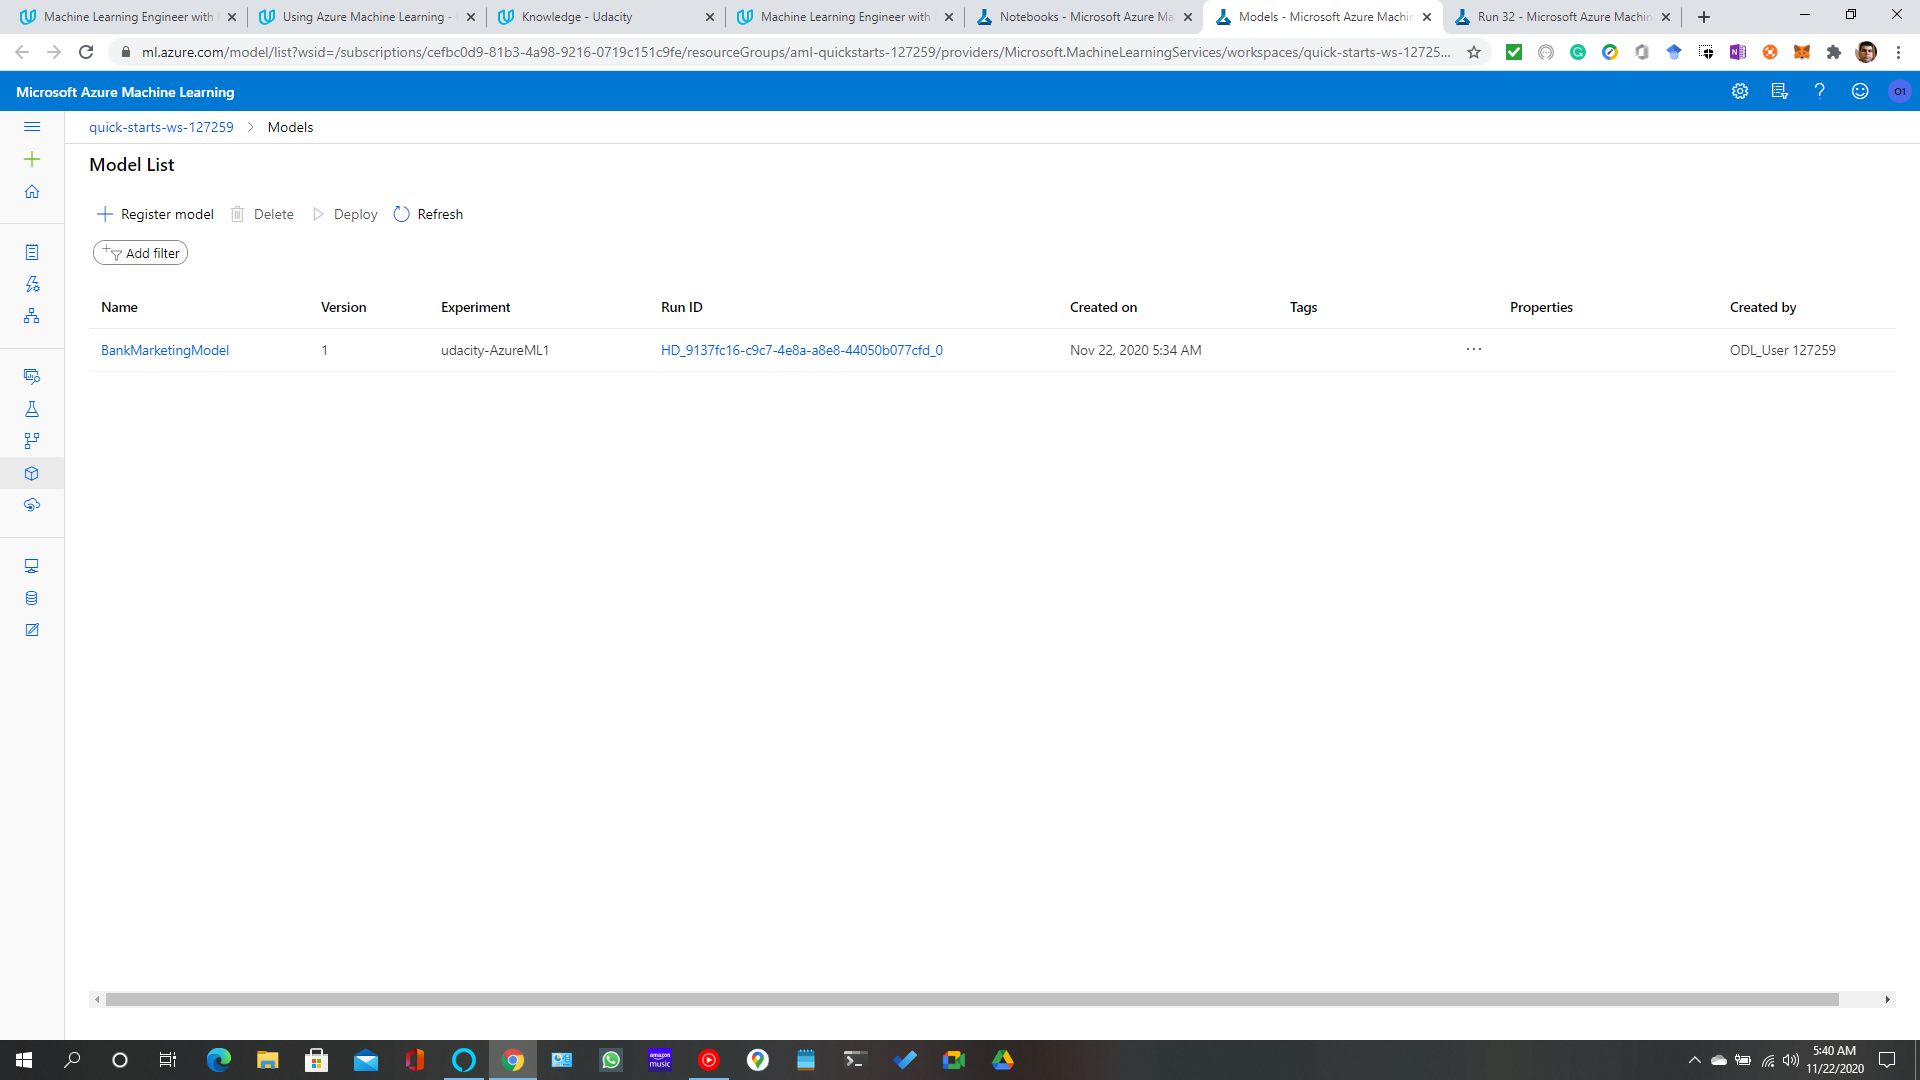 Machine Learning Engineer with
Using Azure Machine Learning -
Knowledge - Udacity
Machine Learning Engineer with
Notebooks - Microsoft Azure Ma
Models - Microsoft Azure Machin
Run 32 - Microsoft Azure Machin
ml.azure.com/model/list?wsid=/subscriptions/cefbc0d9-81b3-4a98-9216-0719c151c9fe/resourceGroups/aml-quickstarts-127259/providers/Microsoft.MachineLearningServices/workspaces/quick-starts-ws-12725...
Microsoft Azure Machine Learning
O1
quick-starts-ws-127259 > Models
Model List
Register model Delete Deploy Refresh
Add filter
Name Version Experiment Run ID Created on Tags Properties Created by
BankMarketingModel 1 udacity-AzureML1 HD_9137fc16-c9c7-4e8a-a8e8-44050b077cfd_0 Nov 22, 2020 5:34 AM ... ODL_User 127259
amazon
music
5:40 AM
11/22/2020